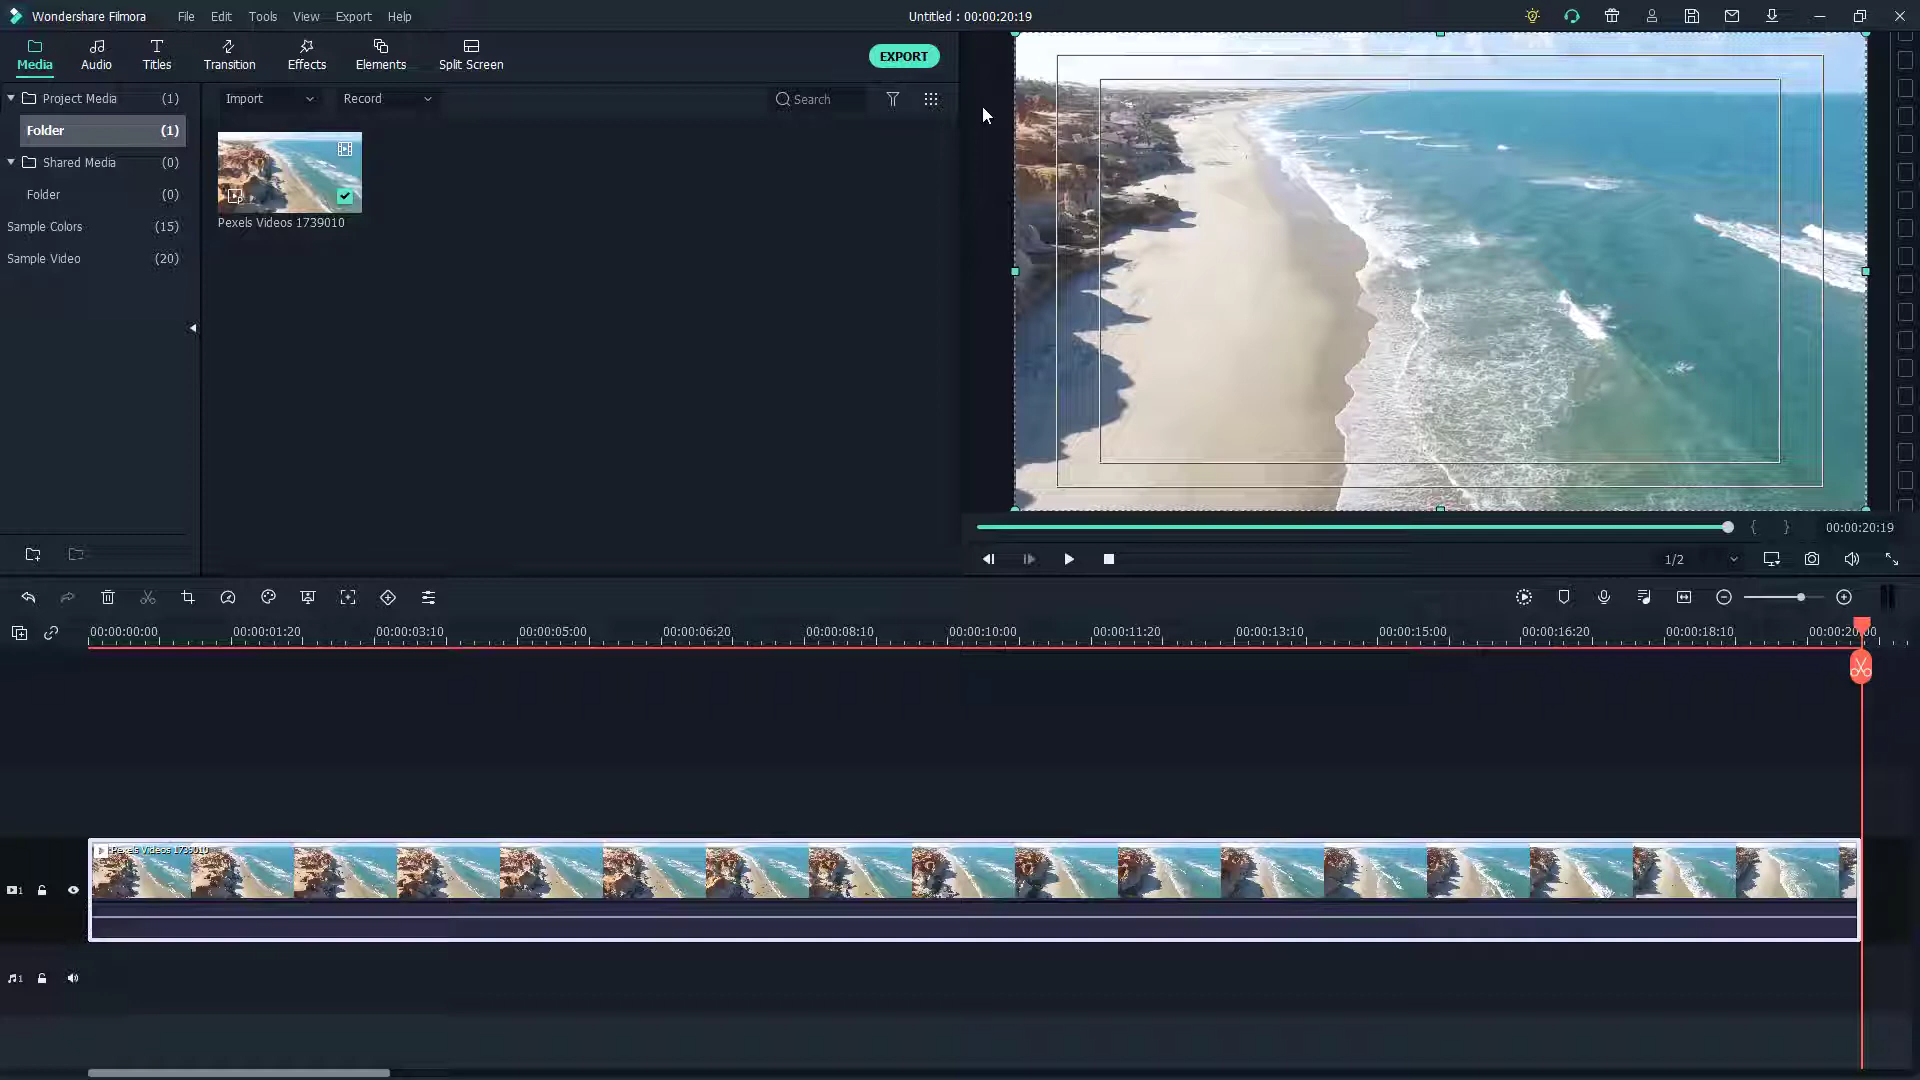 Wondershare Filmora File Edit Tools View Export Help Untitled : 00:00:20:19
Media Audio Titles Transition Effects Elements Split Screen EXPORT
Project Media (1)
Folder (1)
Shared Media (0)
Folder (0)
Sample Colors (15)
Sample Video (20)
Import Record Search
Pexels Videos 1739010
00:00:20:19
1/2
00:00:00:00 00:00:01:20 00:00:03:10 00:00:05:00 00:00:06:20 00:00:08:10 00:00:10:00 00:00:11:20 00:00:13:10 00:00:15:00 00:00:16:20 00:00:18:10 00:00:20:00
Pexels Videos 1739010
1
1